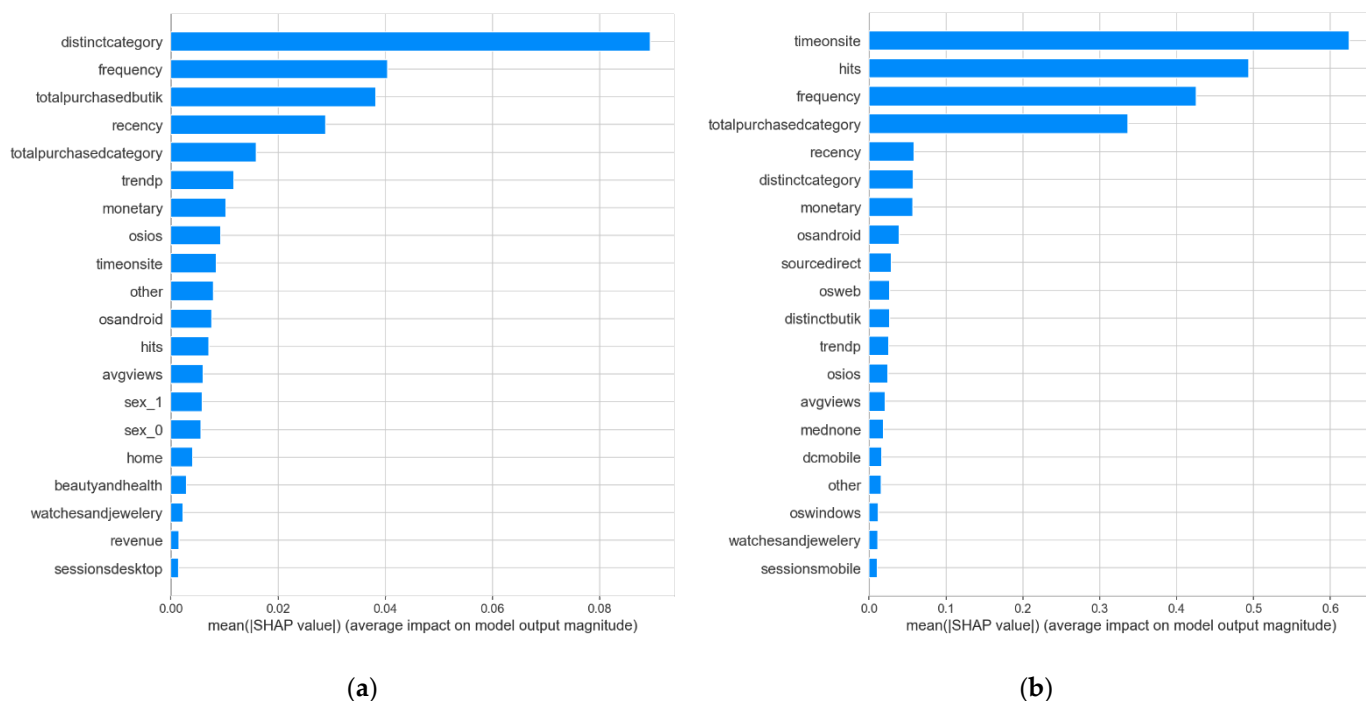 distinctcategory
frequency
totalpurchasedbutik
recency
totalpurchasedcategory
trendp
monetary
osios
timeonsite
other
osandroid
hits
avgviews
sex_1
sex_0
home
beautyandhealth
watchesandjewelery
revenue
sessionsdesktop
0.00 0.02 0.04 0.06 0.08
mean(|SHAP value|) (average impact on model output magnitude)
(a)
timeonsite
hits
frequency
totalpurchasedcategory
recency
distinctcategory
monetary
osandroid
sourcedirect
osweb
distinctbutik
trendp
osios
avgviews
mednone
dcmobile
other
oswindows
watchesandjewelery
sessionsmobile
0.0 0.1 0.2 0.3 0.4 0.5 0.6
mean(|SHAP value|) (average impact on model output magnitude)
(b)